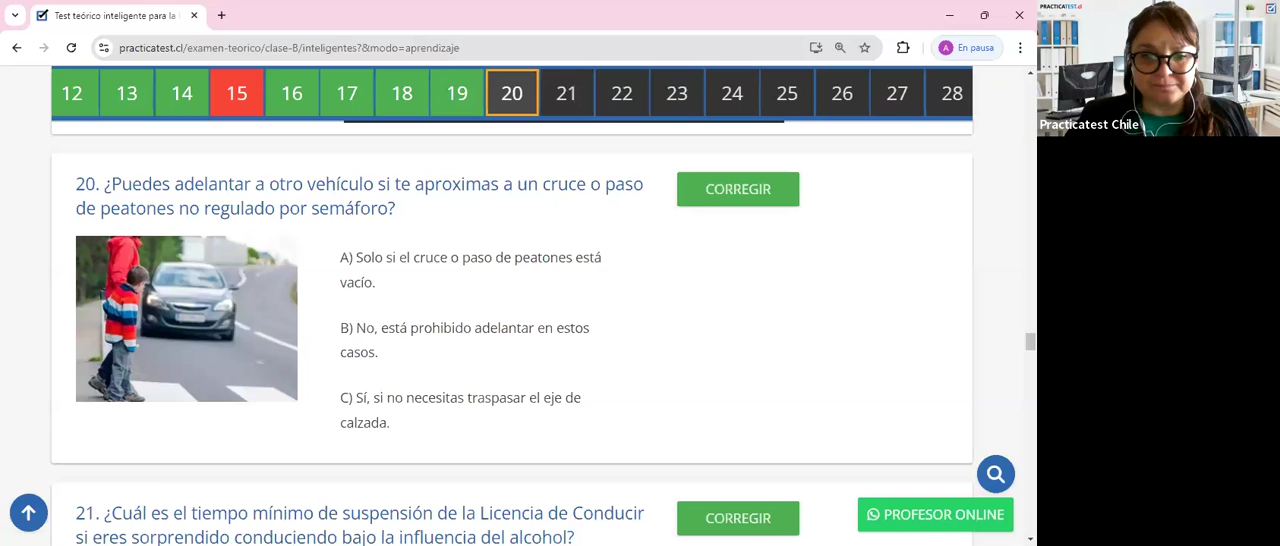 Test teórico inteligente para la
PRACTICATEST.cl
practicatest.cl/examen-teorico/clase-B/inteligentes?&modo=aprendizaje
A
En pausa
12 13 14 15 16 17 18 19 20 21 22 23 24 25 26 27 28
Practicatest Chile
20. ¿Puedes adelantar a otro vehículo si te aproximas a un cruce o paso
de peatones no regulado por semáforo?
CORREGIR
A) Solo si el cruce o paso de peatones está
vacío.
B) No, está prohibido adelantar en estos
casos.
C) Sí, si no necesitas traspasar el eje de
calzada.
21. ¿Cuál es el tiempo mínimo de suspensión de la Licencia de Conducir
si eres sorprendido conduciendo bajo la influencia del alcohol?
CORREGIR
PROFESOR ONLINE